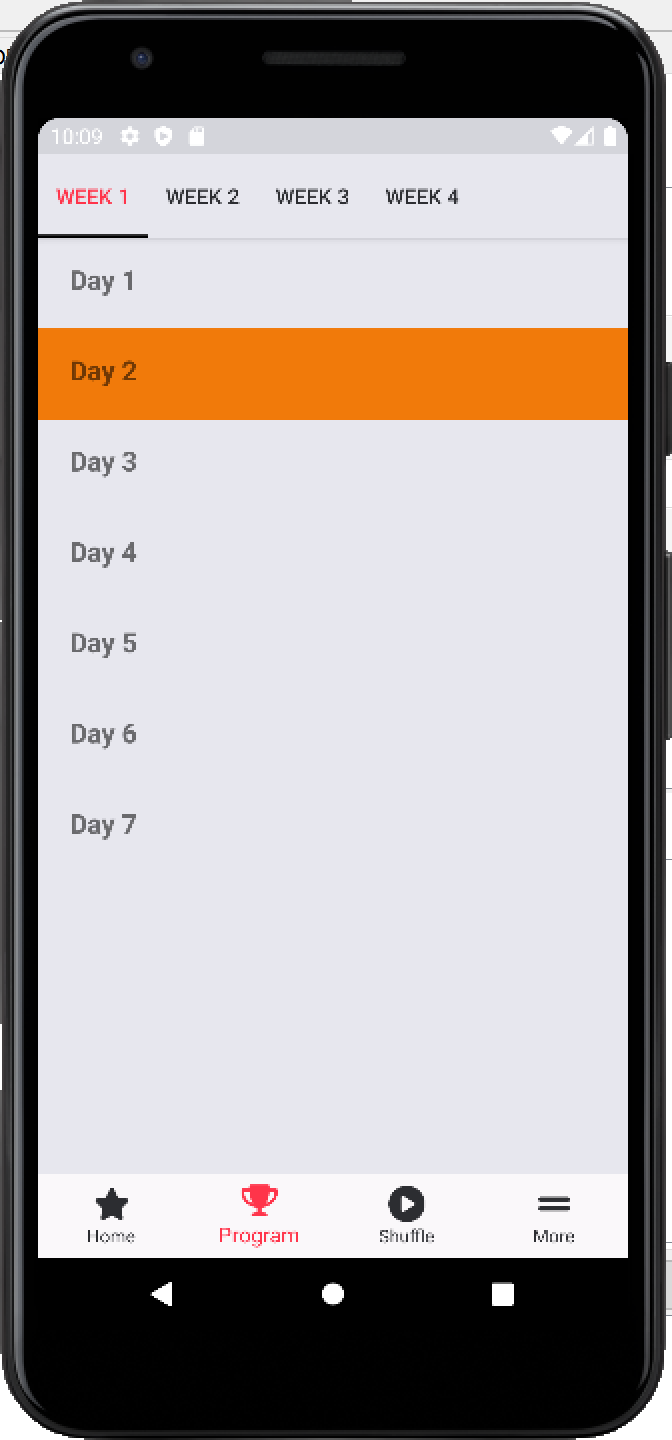 10:09
WEEK 1 WEEK 2 WEEK 3 WEEK 4
Day 1
Day 2
Day 3
Day 4
Day 5
Day 6
Day 7
Home Program Shuffle More